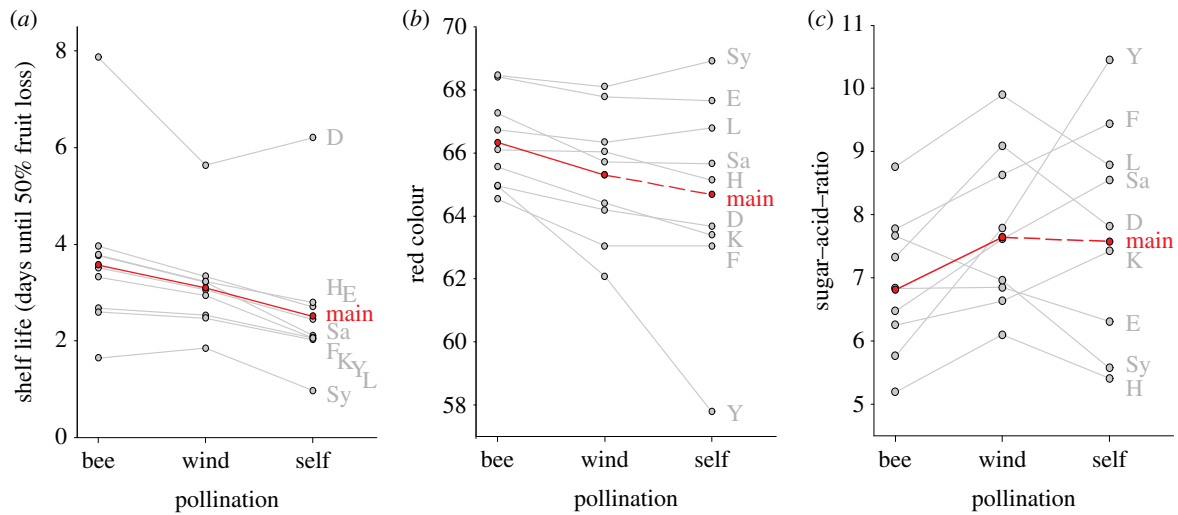 (a)
shelf life (days until 50% fruit loss)
8
6
4
2
0
D
H E
main
Sa
F K Y L
Sy
bee wind self
pollination
(b)
red colour
70
68
66
64
62
60
58
Sy
E
L
Sa
H
main
D
K
F
Y
bee wind self
pollination
(c)
sugar–acid–ratio
11
10
9
8
7
6
5
Y
F
L
Sa
D
main
K
E
Sy
H
bee wind self
pollination